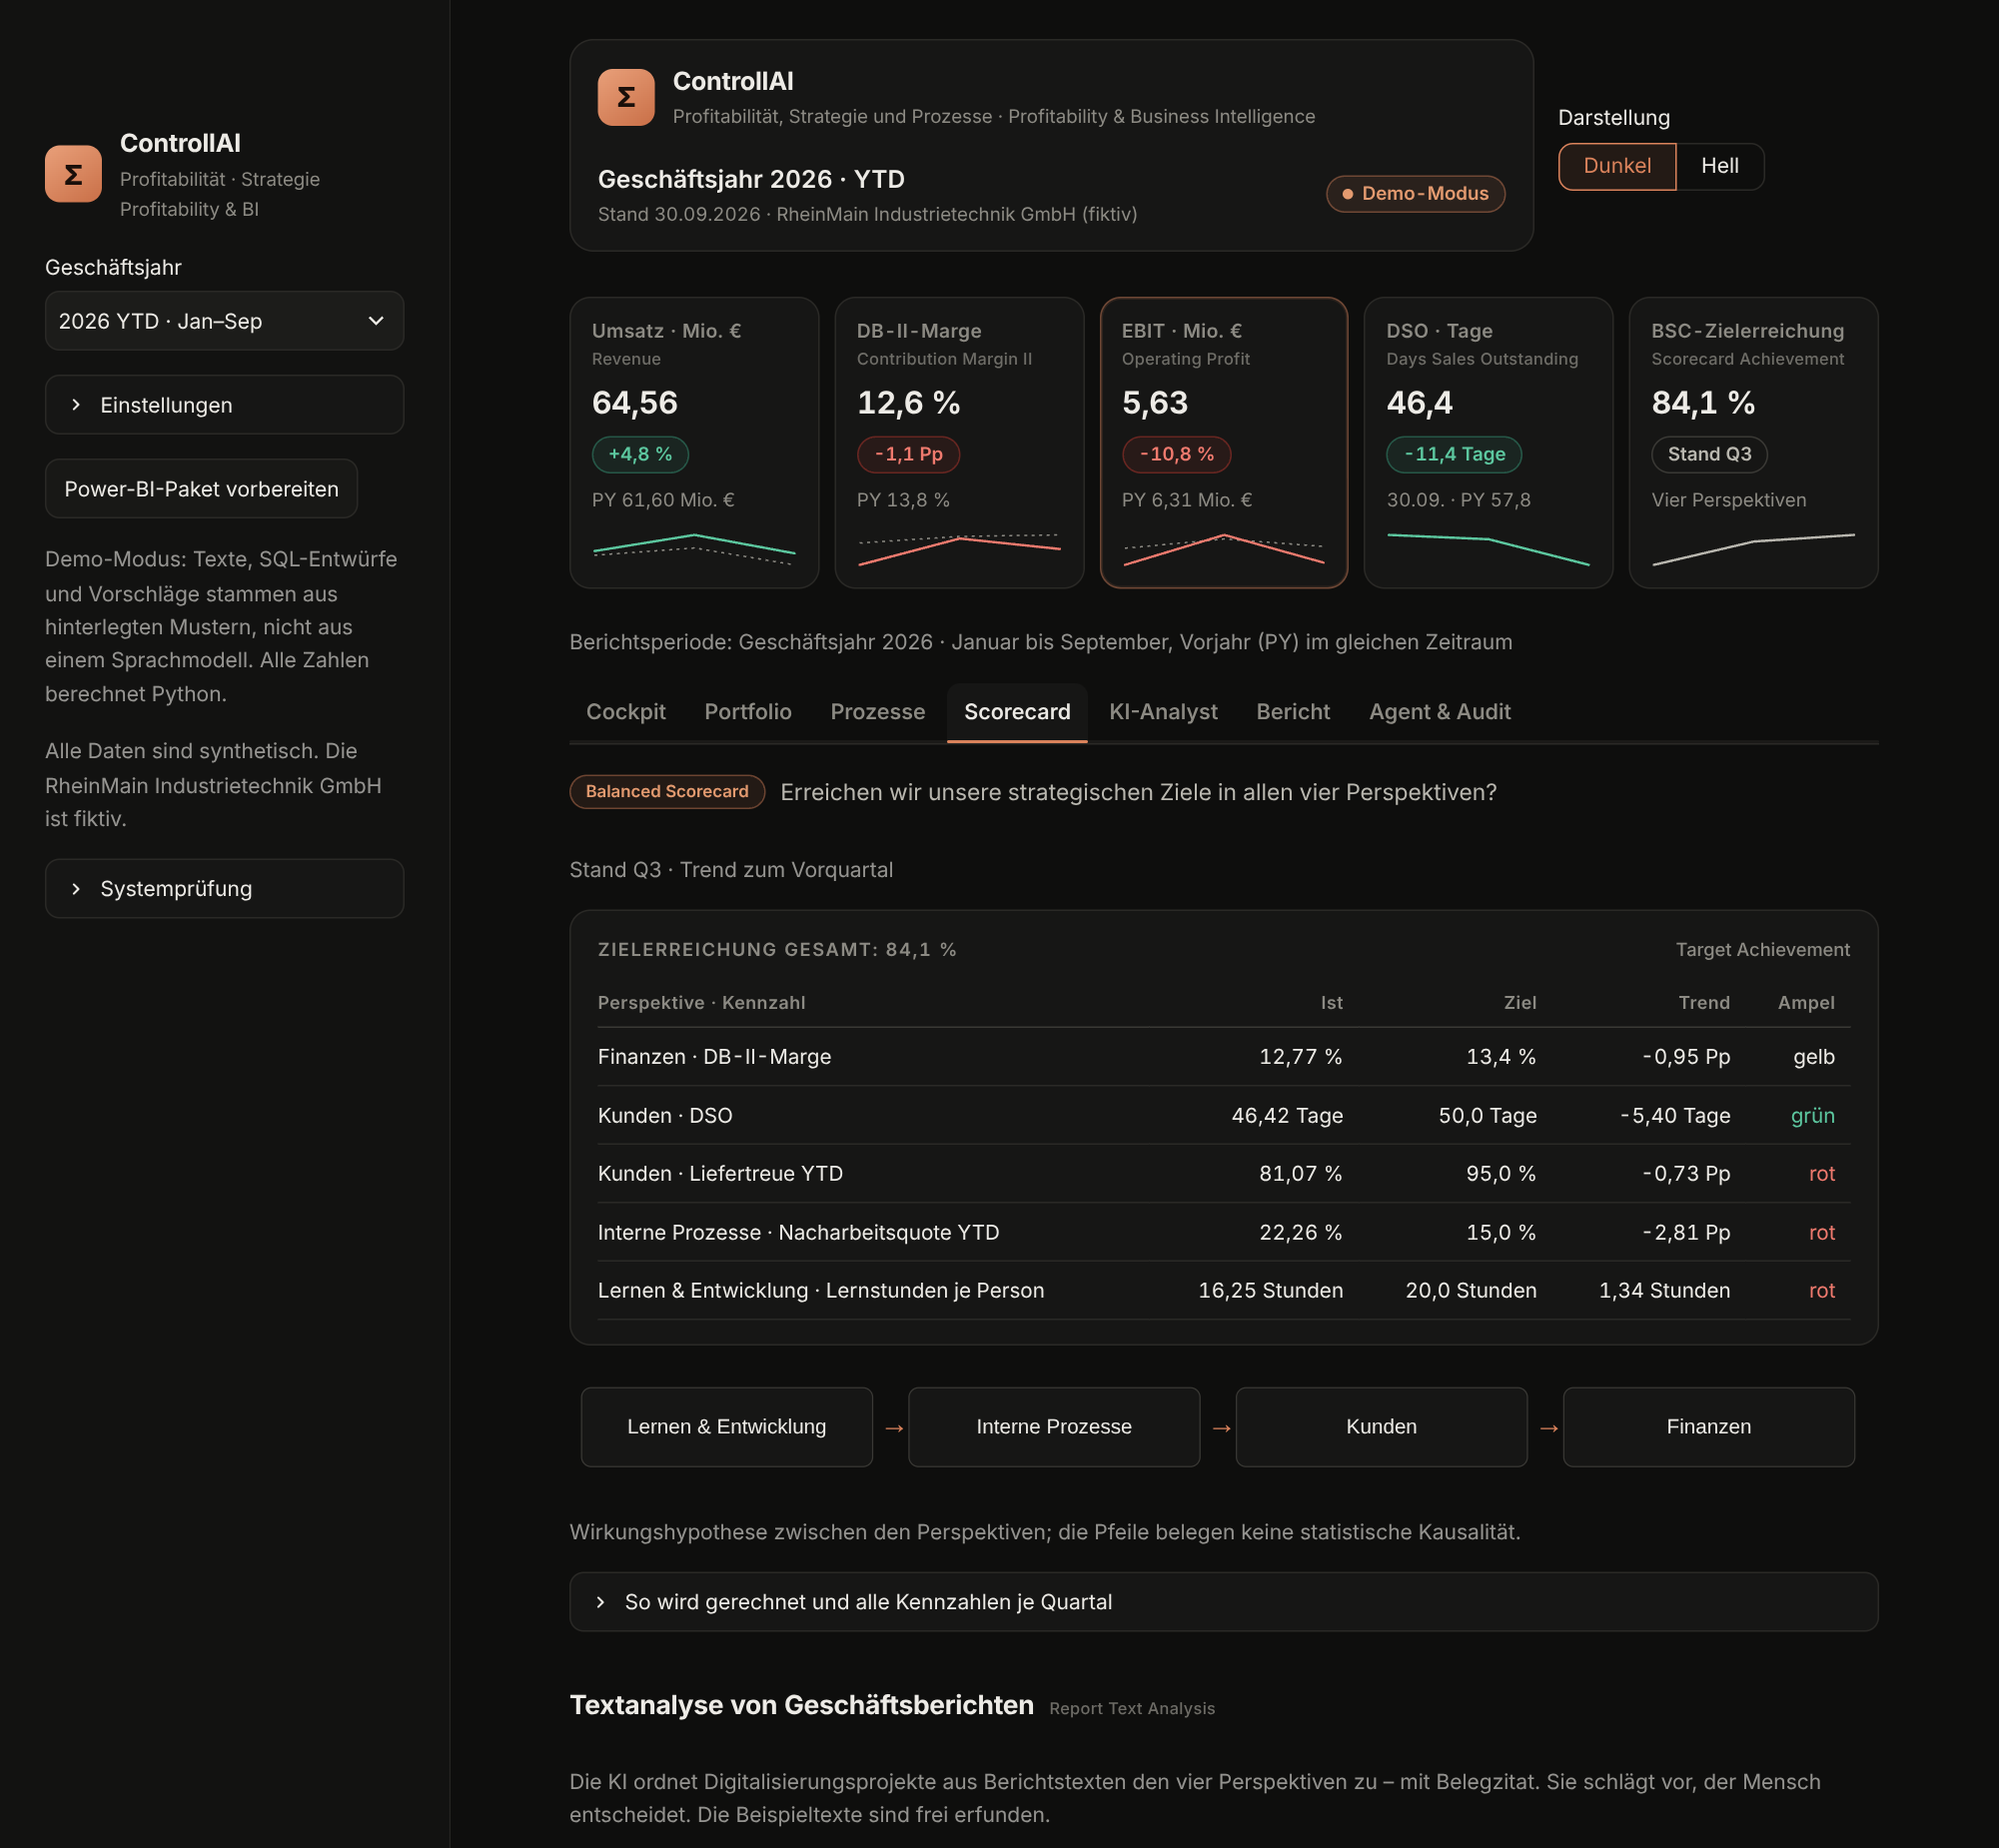 Σ
ControllAI
Profitabilität · Strategie
Profitability & BI
Geschäftsjahr
2026 YTD · Jan–Sep
Einstellungen
Power-BI-Paket vorbereiten
Demo-Modus: Texte, SQL-Entwürfe
und Vorschläge stammen aus
hinterlegten Mustern, nicht aus
einem Sprachmodell. Alle Zahlen
berechnet Python.
Alle Daten sind synthetisch. Die
RheinMain Industrietechnik GmbH
ist fiktiv.
Systemprüfung
Σ
ControllAI
Profitabilität, Strategie und Prozesse · Profitability & Business Intelligence
Geschäftsjahr 2026 · YTD
Stand 30.09.2026 · RheinMain Industrietechnik GmbH (fiktiv)
Demo-Modus
Darstellung
Dunkel Hell
Umsatz · Mio. €
Revenue
64,56
+4,8 %
PY 61,60 Mio. €
DB-II-Marge
Contribution Margin II
12,6 %
-1,1 Pp
PY 13,8 %
EBIT · Mio. €
Operating Profit
5,63
-10,8 %
PY 6,31 Mio. €
DSO · Tage
Days Sales Outstanding
46,4
-11,4 Tage
30.09. · PY 57,8
BSC-Zielerreichung
Scorecard Achievement
84,1 %
Stand Q3
Vier Perspektiven
Berichtsperiode: Geschäftsjahr 2026 · Januar bis September, Vorjahr (PY) im gleichen Zeitraum
Cockpit Portfolio Prozesse Scorecard KI-Analyst Bericht Agent & Audit
Balanced Scorecard Erreichen wir unsere strategischen Ziele in allen vier Perspektiven?
Stand Q3 · Trend zum Vorquartal
ZIELERREICHUNG GESAMT: 84,1 % Target Achievement
Perspektive · Kennzahl Ist Ziel Trend Ampel
Finanzen · DB-II-Marge 12,77 % 13,4 % -0,95 Pp gelb
Kunden · DSO 46,42 Tage 50,0 Tage -5,40 Tage grün
Kunden · Liefertreue YTD 81,07 % 95,0 % -0,73 Pp rot
Interne Prozesse · Nacharbeitsquote YTD 22,26 % 15,0 % -2,81 Pp rot
Lernen & Entwicklung · Lernstunden je Person 16,25 Stunden 20,0 Stunden 1,34 Stunden rot
Lernen & Entwicklung → Interne Prozesse → Kunden → Finanzen
Wirkungshypothese zwischen den Perspektiven; die Pfeile belegen keine statistische Kausalität.
So wird gerechnet und alle Kennzahlen je Quartal
Textanalyse von Geschäftsberichten Report Text Analysis
Die KI ordnet Digitalisierungsprojekte aus Berichtstexten den vier Perspektiven zu – mit Belegzitat. Sie schlägt vor, der Mensch
entscheidet. Die Beispieltexte sind frei erfunden.